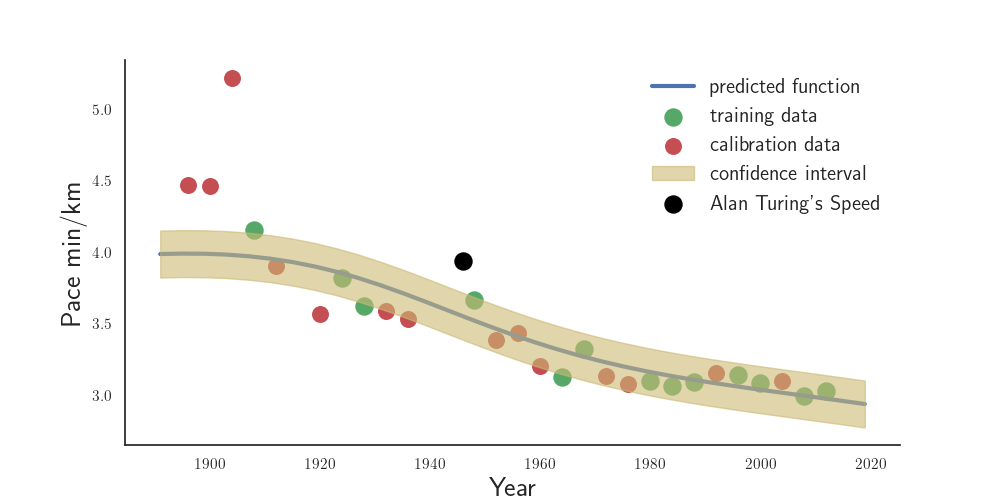 predicted function
training data
calibration data
confidence interval
Alan Turing's Speed
Pace min/km
5.0
4.5
4.0
3.5
3.0
1900 1920 1940 1960 1980 2000 2020
Year